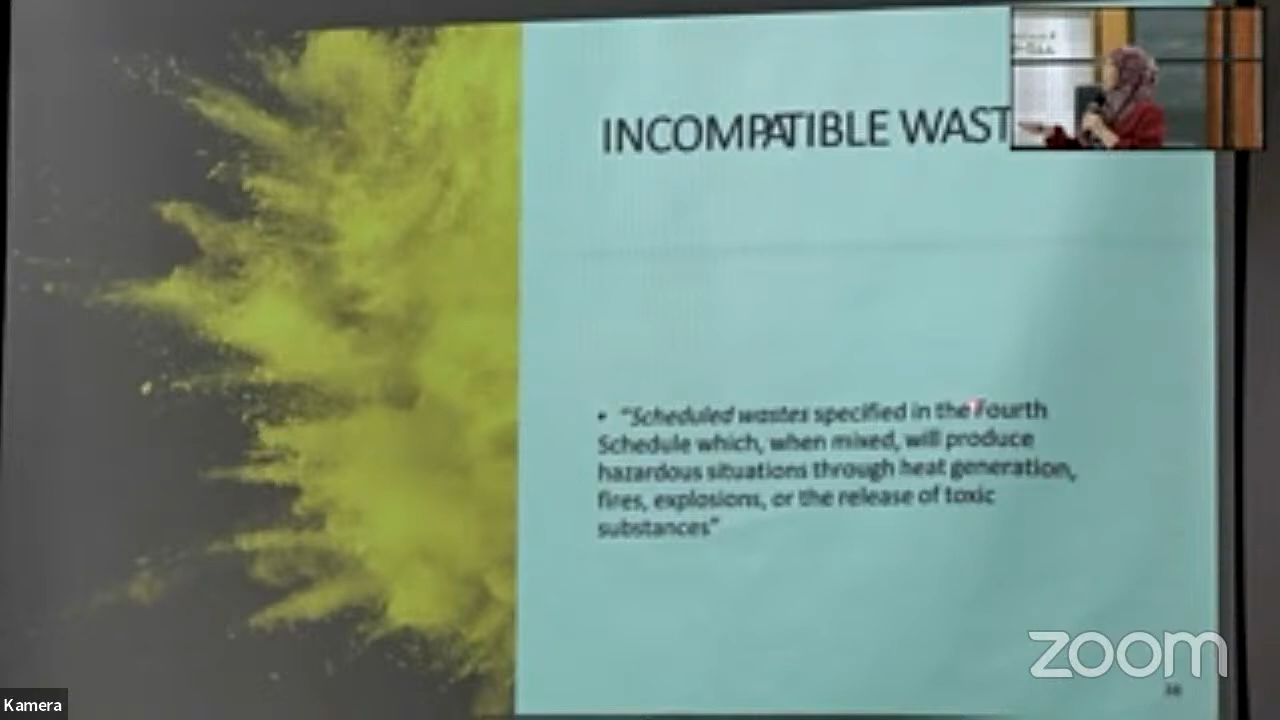 INCOMPATIBLE WAST
• “Scheduled wastes specified in the Fourth
Schedule which, when mixed, will produce
hazardous situations through heat generation,
fires, explosions, or the release of toxic
substances”
zoom
Kamera